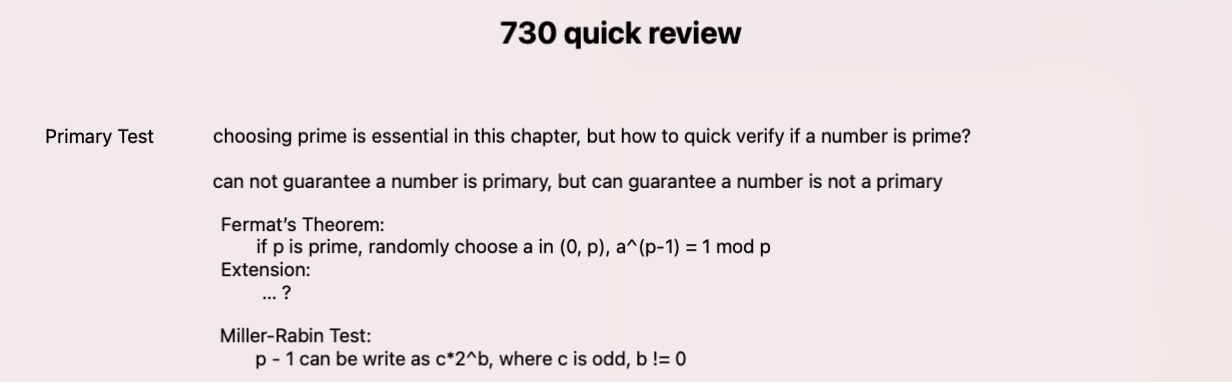 730 quick review
Primary Test
choosing prime is essential in this chapter, but how to quick verify if a number is prime?
can not guarantee a number is primary, but can guarantee a number is not a primary
Fermat's Theorem:
if p is prime, randomly choose a in (0, p), a^(p-1) = 1 mod p
Extension:
... ?
Miller-Rabin Test:
p - 1 can be write as c*2^b, where c is odd, b != 0